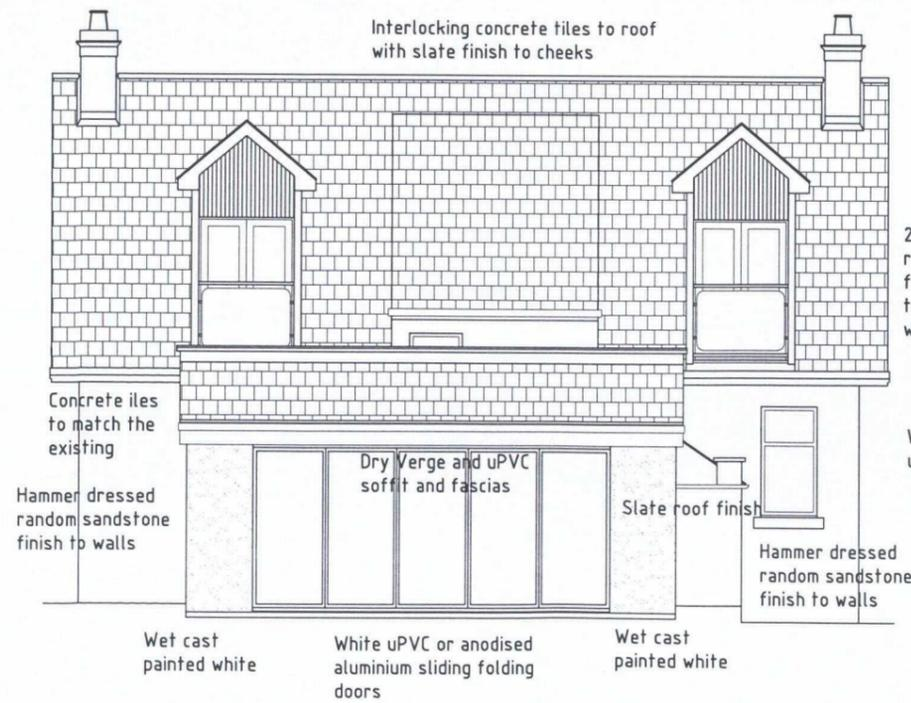 Interlocking concrete tiles to roof
with slate finish to cheeks
2
r
f
t
w
Concrete iles
to match the
existing
W
u
Dry Verge and uPVC
soffit and fascias
Hammer dressed
random sandstone
finish to walls
Slate roof finish
Hammer dressed
random sandstone
finish to walls
Wet cast
painted white
White uPVC or anodised
aluminium sliding folding
doors
Wet cast
painted white